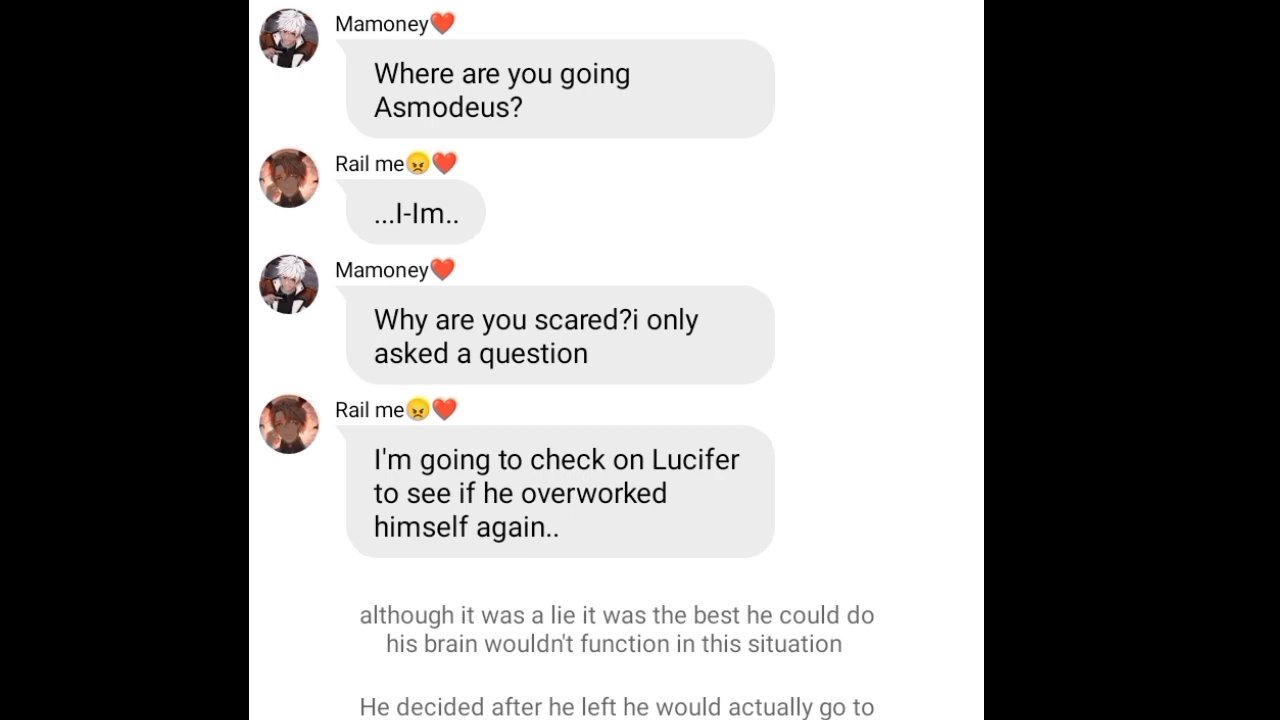 Mamoney❤️
Where are you going
Asmodeus?
Rail me😠❤️
...I-Im..
Mamoney❤️
Why are you scared?i only
asked a question
Rail me😠❤️
I'm going to check on Lucifer
to see if he overworked
himself again..
although it was a lie it was the best he could do
his brain wouldn't function in this situation
He decided after he left he would actually go to